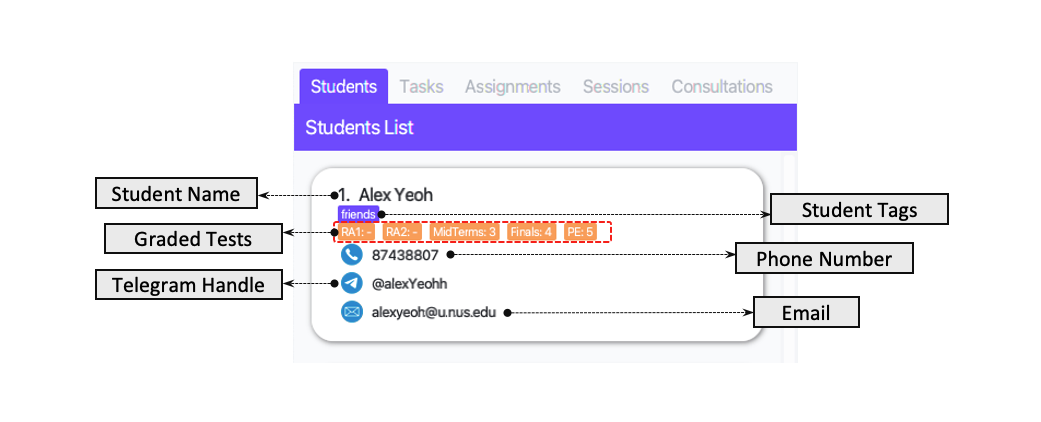 Students Tasks Assignments Sessions Consultations
Students List
Student Name
1. Alex Yeoh
friends
Student Tags
Graded Tests
RA1: - RA2: - MidTerms: 3 Finals: 4 PE: 5
87438807
Phone Number
Telegram Handle
@alexYeohh
alexyeoh@u.nus.edu
Email